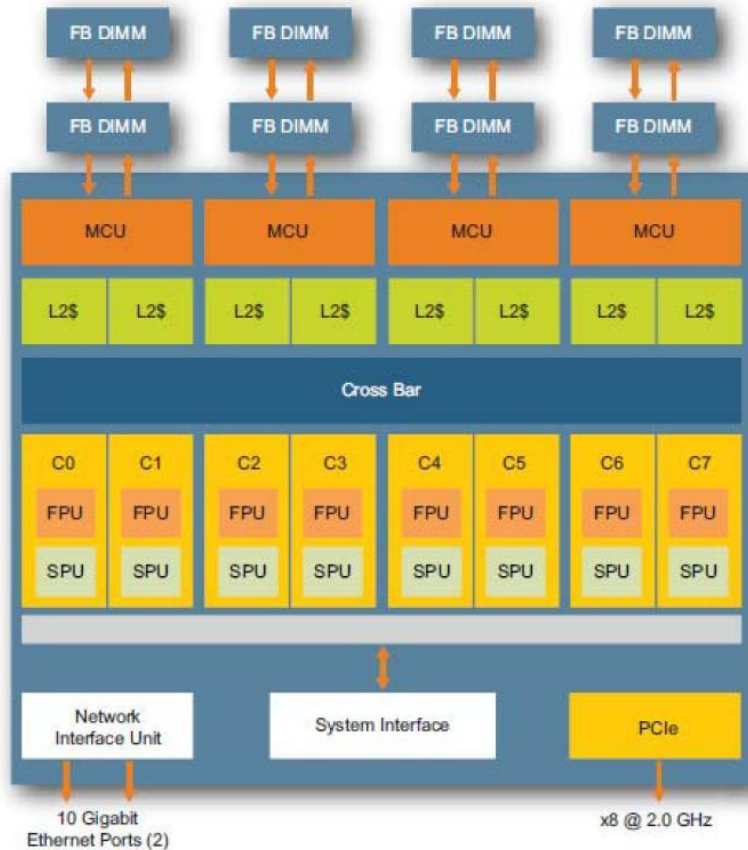 FB DIMM FB DIMM FB DIMM FB DIMM
FB DIMM FB DIMM FB DIMM FB DIMM
MCU MCU MCU MCU
L2$ L2$ L2$ L2$ L2$ L2$ L2$ L2$
Cross Bar
C0 C1 C2 C3 C4 C5 C6 C7
FPU FPU FPU FPU FPU FPU FPU FPU
SPU SPU SPU SPU SPU SPU SPU SPU
Network
Interface Unit
System Interface
PCIe
10 Gigabit
Ethernet Ports (2)
x8 @ 2.0 GHz